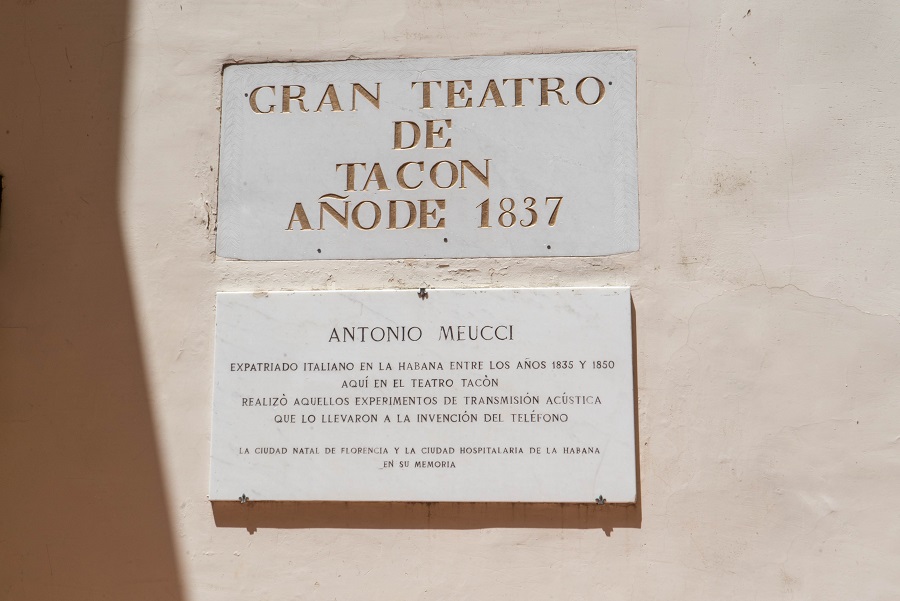 GRAN TEATRO
DE
TACON
AÑODE 1837
ANTONIO MEUCCI
EXPATRIADO ITALIANO EN LA HABANA ENTRE LOS AÑOS 1835 Y 1850
AQUÍ EN EL TEATRO TACÒN
REALIZÒ AQUELLOS EXPERIMENTOS DE TRANSMISIÓN ACÚSTICA
QUE LO LLEVARON A LA INVENCIÓN DEL TELÉFONO
LA CIUDAD NATAL DE FLORENCIA Y LA CIUDAD HOSPITALARIA DE LA HABANA
EN SU MEMORIA